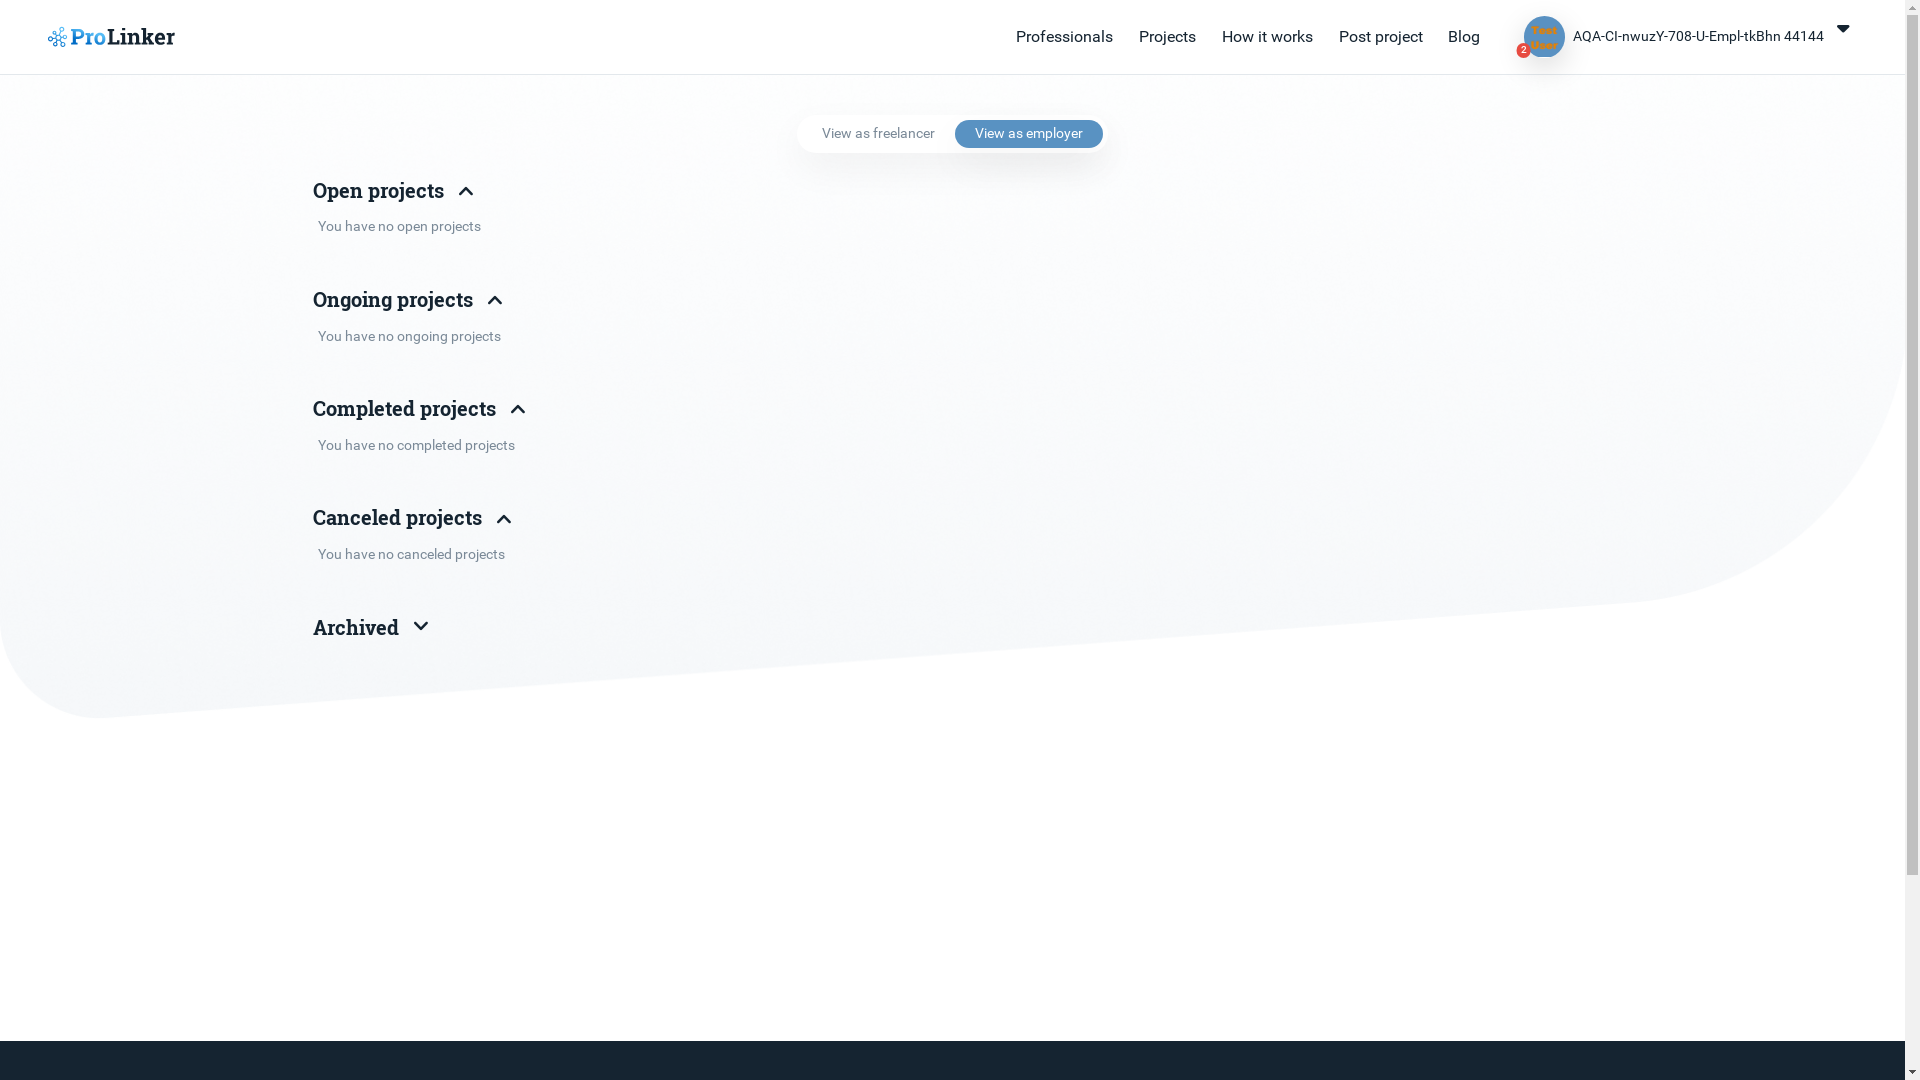 ProLinker
Professionals
Projects
How it works
Post project
Blog
Test
User
2
AQA-CI-nwuzY-708-U-Empl-tkBhn 44144
View as freelancer
View as employer
Open projects
You have no open projects
Ongoing projects
You have no ongoing projects
Completed projects
You have no completed projects
Canceled projects
You have no canceled projects
Archived